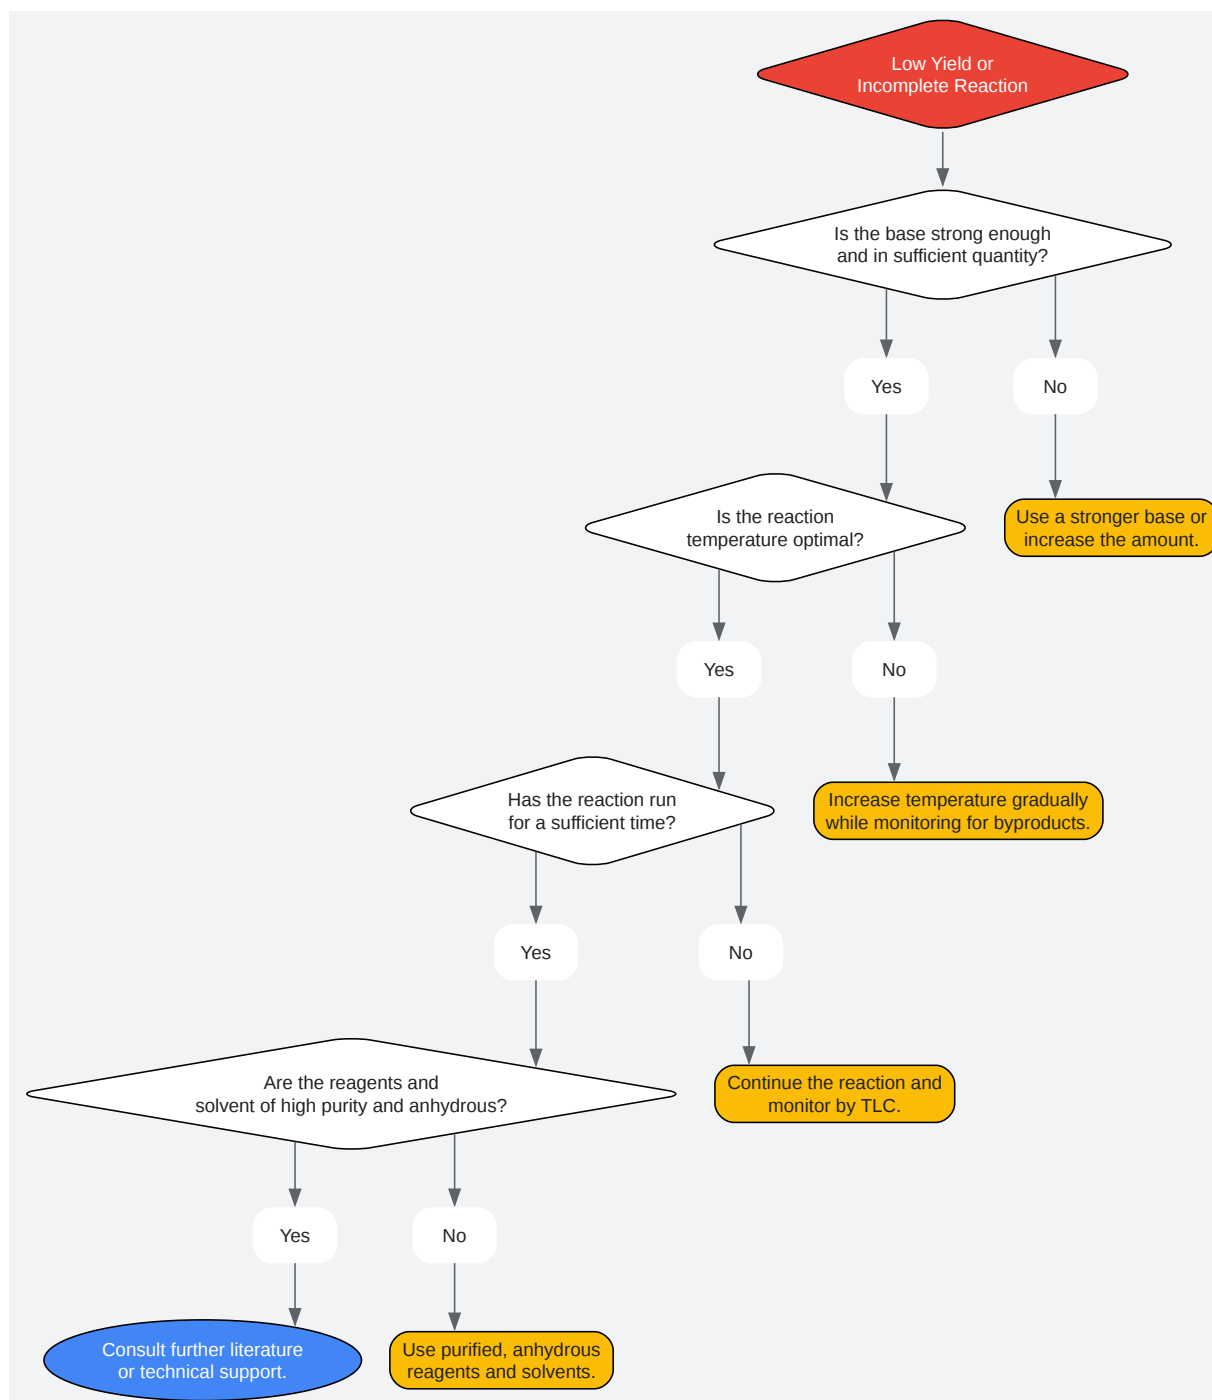 Low Yield or
Incomplete Reaction
Is the base strong enough
and in sufficient quantity?
Yes
No
Is the reaction
temperature optimal?
Use a stronger base or
increase the amount.
Yes
No
Has the reaction run
for a sufficient time?
Increase temperature gradually
while monitoring for byproducts.
Yes
No
Are the reagents and
solvent of high purity and anhydrous?
Continue the reaction and
monitor by TLC.
Yes
No
Consult further literature
or technical support.
Use purified, anhydrous
reagents and solvents.